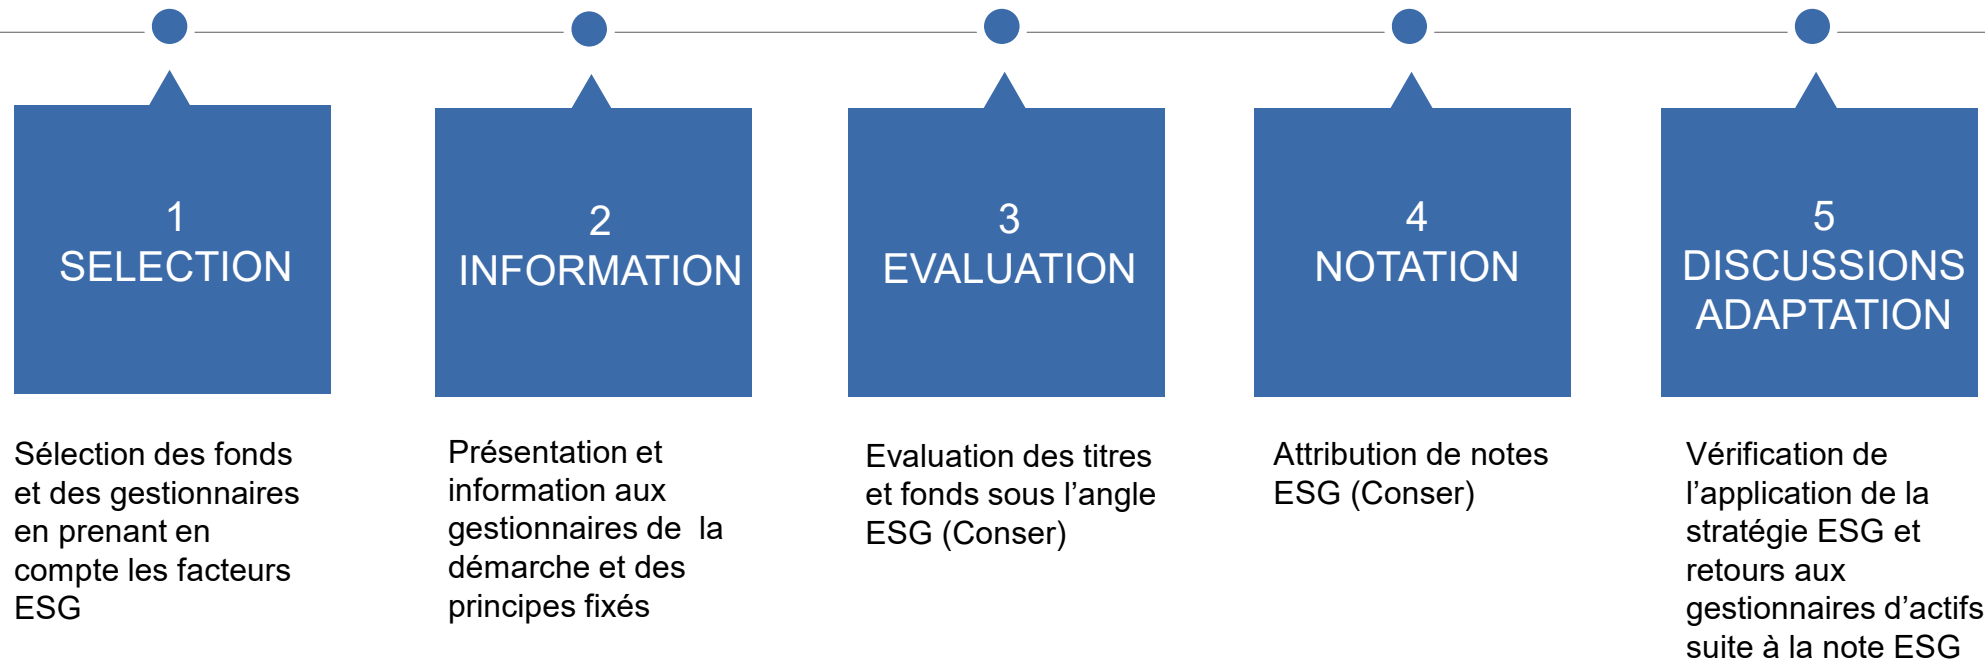 1
SELECTION
2
INFORMATION
3
EVALUATION
4
NOTATION
5
DISCUSSIONS
ADAPTATION
Sélection des fonds
et des gestionnaires
en prenant en
compte les facteurs
ESG
Présentation et
information aux
gestionnaires de  la
démarche et des
principes fixés
Evaluation des titres
et fonds sous l’angle
ESG (Conser)
Attribution de notes
ESG (Conser)
Vérification de
l’application de la
stratégie ESG et
retours aux
gestionnaires d’actifs
suite à la note ESG